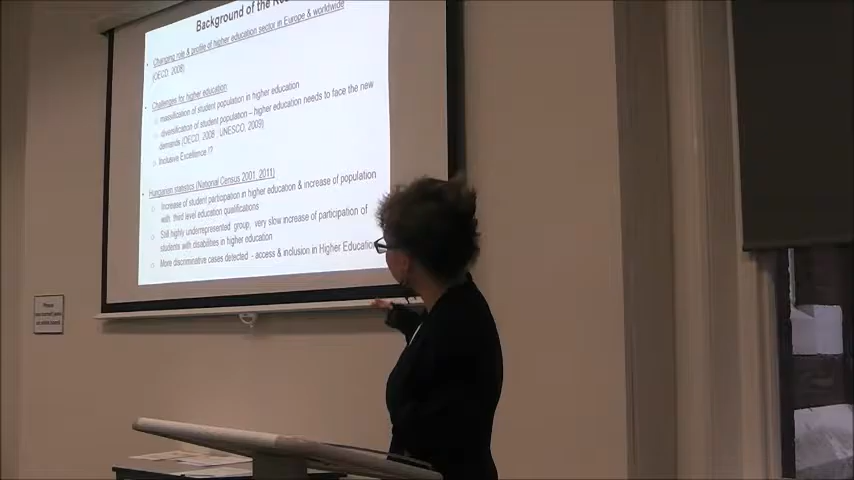 Background of the
Changing role & profile of higher education sector in Europe & worldwide
(OECD, 2008)
Challenges for higher education
massification of student population in higher education
diversification of student population – higher education needs to face the new
demands (OECD, 2008 ; UNESCO, 2009)
Inclusive Excellence !?
Hungarian statistics (National Census 2001, 2011)
Increase of student participation in higher education & increase of population
with third level education qualifications
Still highly underrepresented group, very slow increase of participation of
students with disabilities in higher education
More discriminative cases detected - access & inclusion in Higher Education
Please